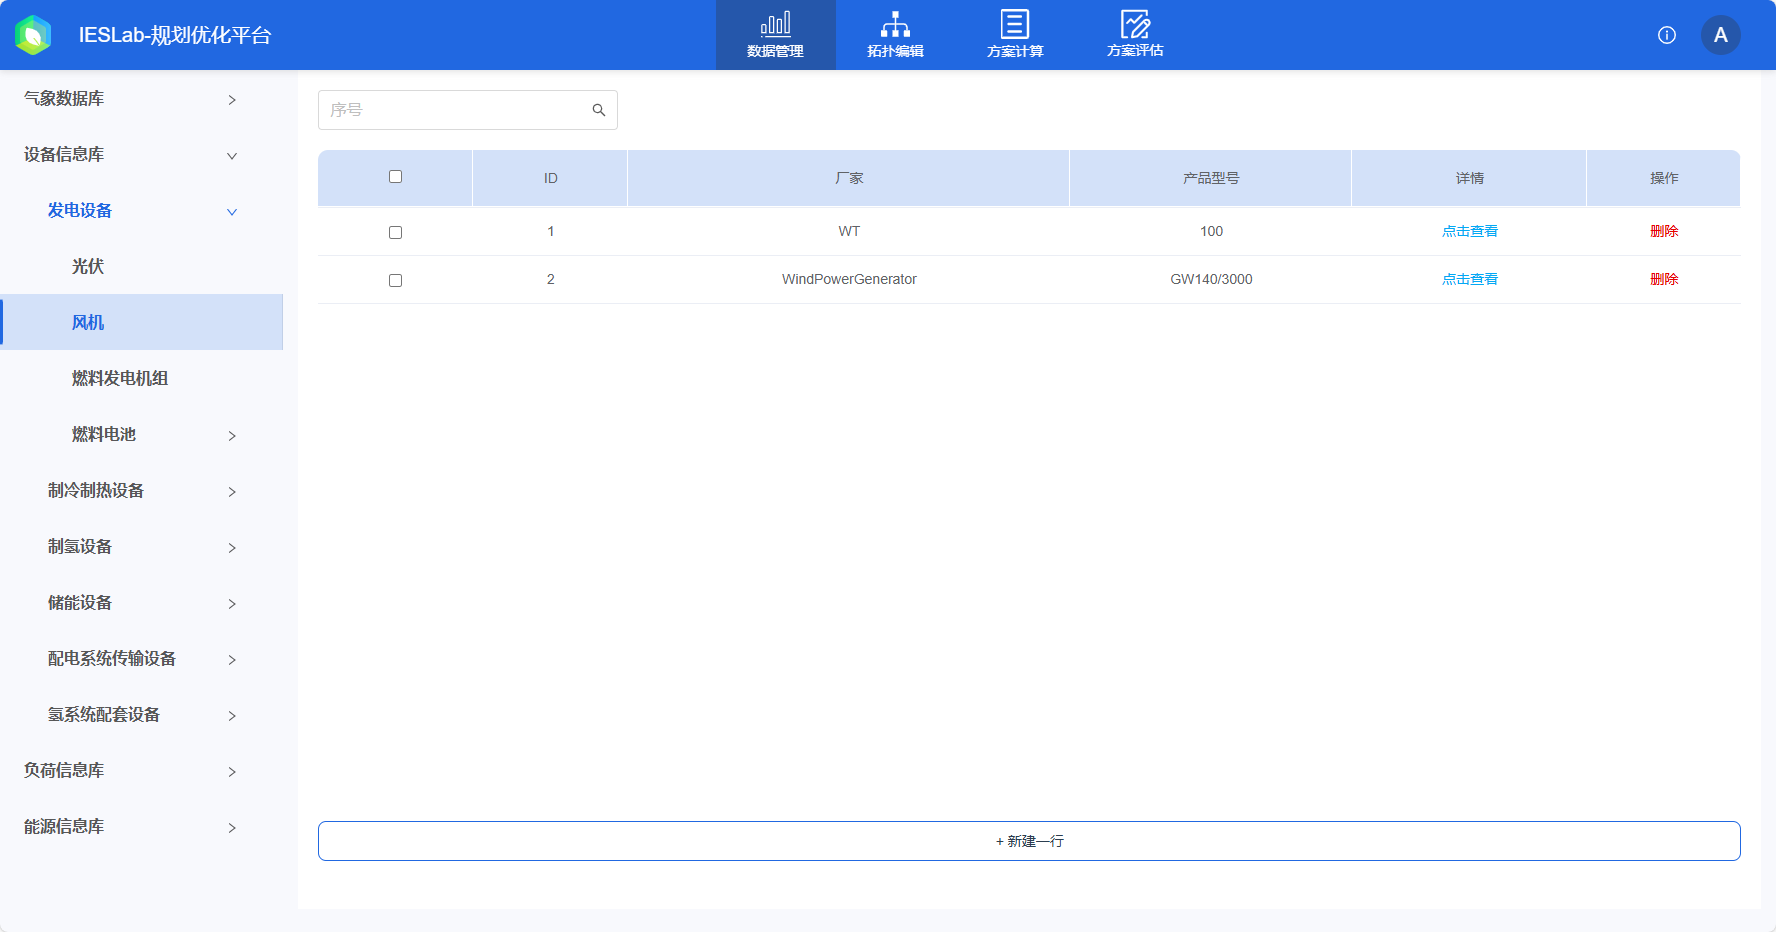 IESLab-规划优化平台
数据管理
拓扑编辑
方案计算
方案评估
A
气象数据库
设备信息库
发电设备
光伏
风机
燃料发电机组
燃料电池
制冷制热设备
制氢设备
储能设备
配电系统传输设备
氢系统配套设备
负荷信息库
能源信息库
序号
ID 厂家 产品型号 详情 操作
1 WT 100 点击查看 删除
2 WindPowerGenerator GW140/3000 点击查看 删除
+ 新建一行